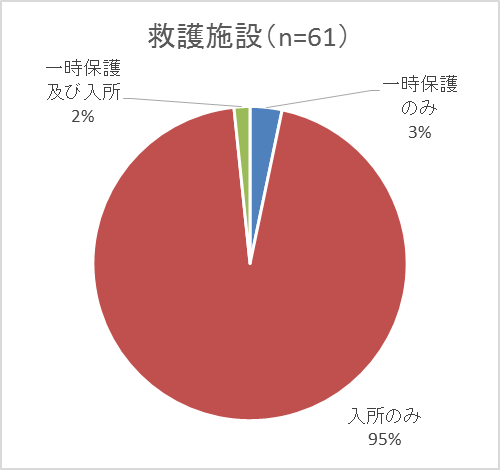 救護施設（n=61）
一時保護
及び入所
2%
一時保護
のみ
3%
入所のみ
95%